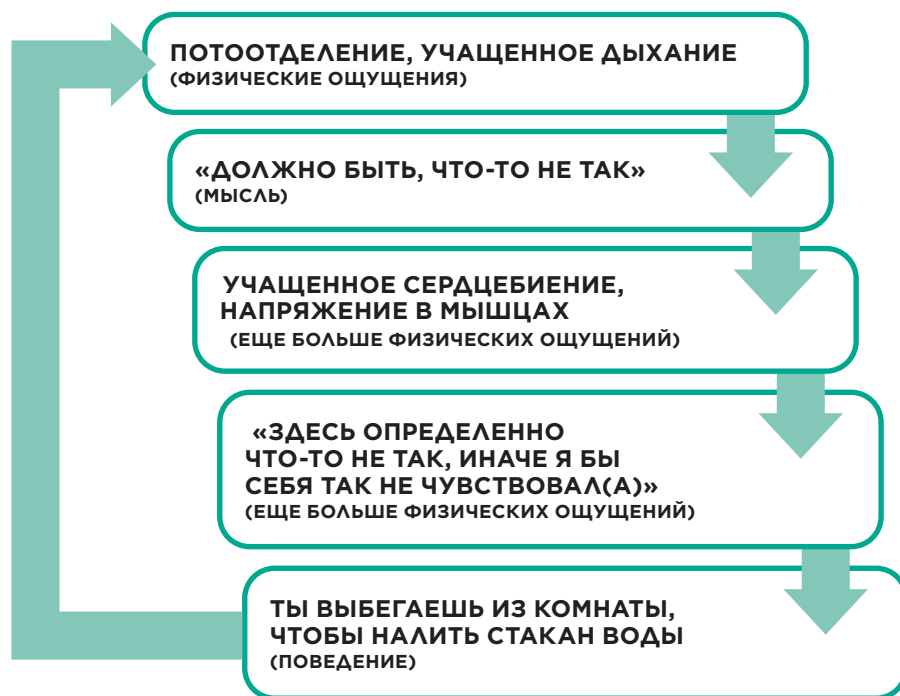 ПОТООТДЕЛЕНИЕ, УЧАЩЕННОЕ ДЫХАНИЕ
(ФИЗИЧЕСКИЕ ОЩУЩЕНИЯ)
«ДОЛЖНО БЫТЬ, ЧТО-ТО НЕ ТАК»
(МЫСЛЬ)
УЧАЩЕННОЕ СЕРДЦЕБИЕНИЕ,
НАПРЯЖЕНИЕ В МЫШЦАХ
(ЕЩЕ БОЛЬШЕ ФИЗИЧЕСКИХ ОЩУЩЕНИЙ)
«ЗДЕСЬ ОПРЕДЕЛЕННО
ЧТО-ТО НЕ ТАК, ИНАЧЕ Я БЫ
СЕБЯ ТАК НЕ ЧУВСТВОВАЛ(А)»
(ЕЩЕ БОЛЬШЕ ФИЗИЧЕСКИХ ОЩУЩЕНИЙ)
ТЫ ВЫБЕГАЕШЬ ИЗ КОМНАТЫ,
ЧТОБЫ НАЛИТЬ СТАКАН ВОДЫ
(ПОВЕДЕНИЕ)